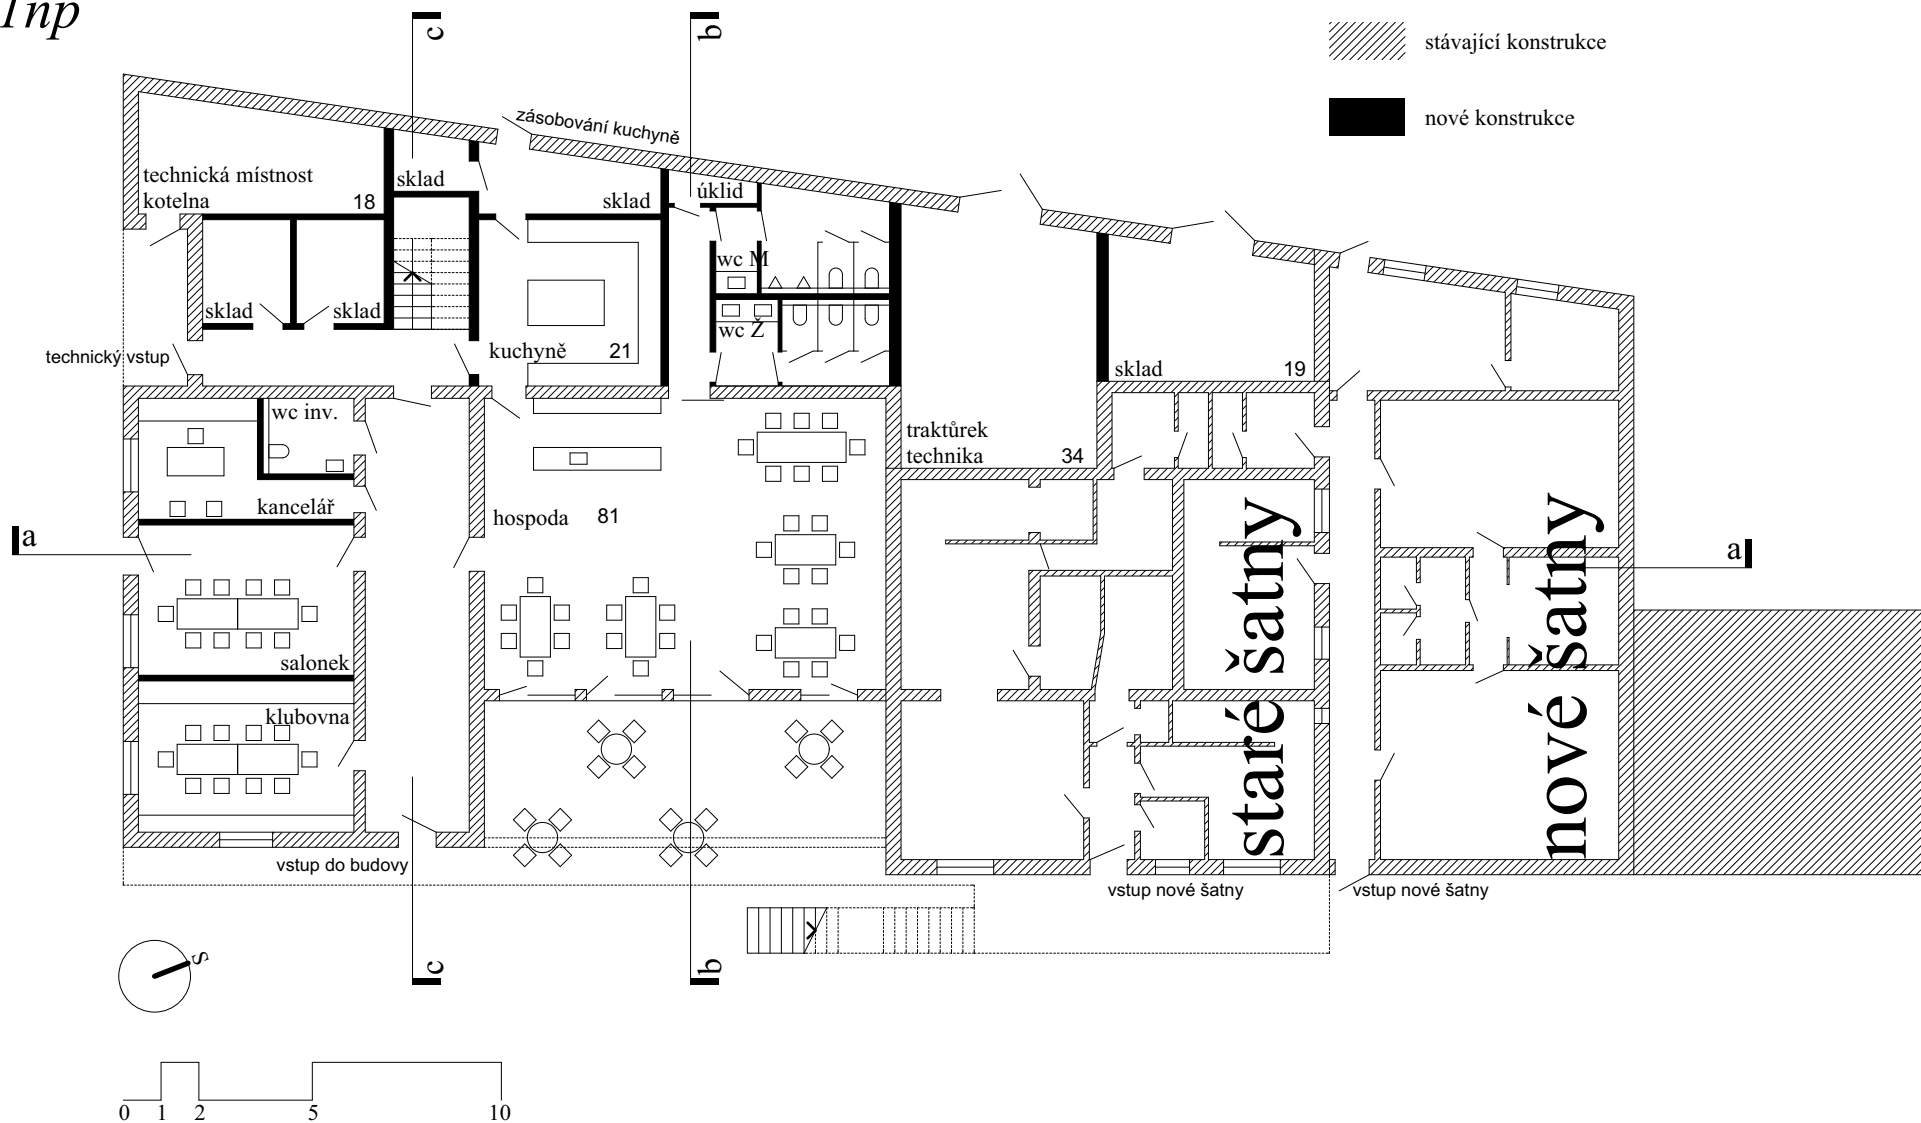 1np
c
b
stávající konstrukce
nové konstrukce
zásobování kuchyně
technická místnost
kotelna
18
sklad
sklad
úklid
wc M
wc Ž
sklad
sklad
technický vstup
kuchyně 21
sklad 19
wc inv.
kancelář
hospoda 81
traktůrek
technika 34
a
a
salonek
klubovna
staré šatny
nové šatny
vstup do budovy
vstup nové šatny
vstup nové šatny
s
c
b
0 1 2 5 10